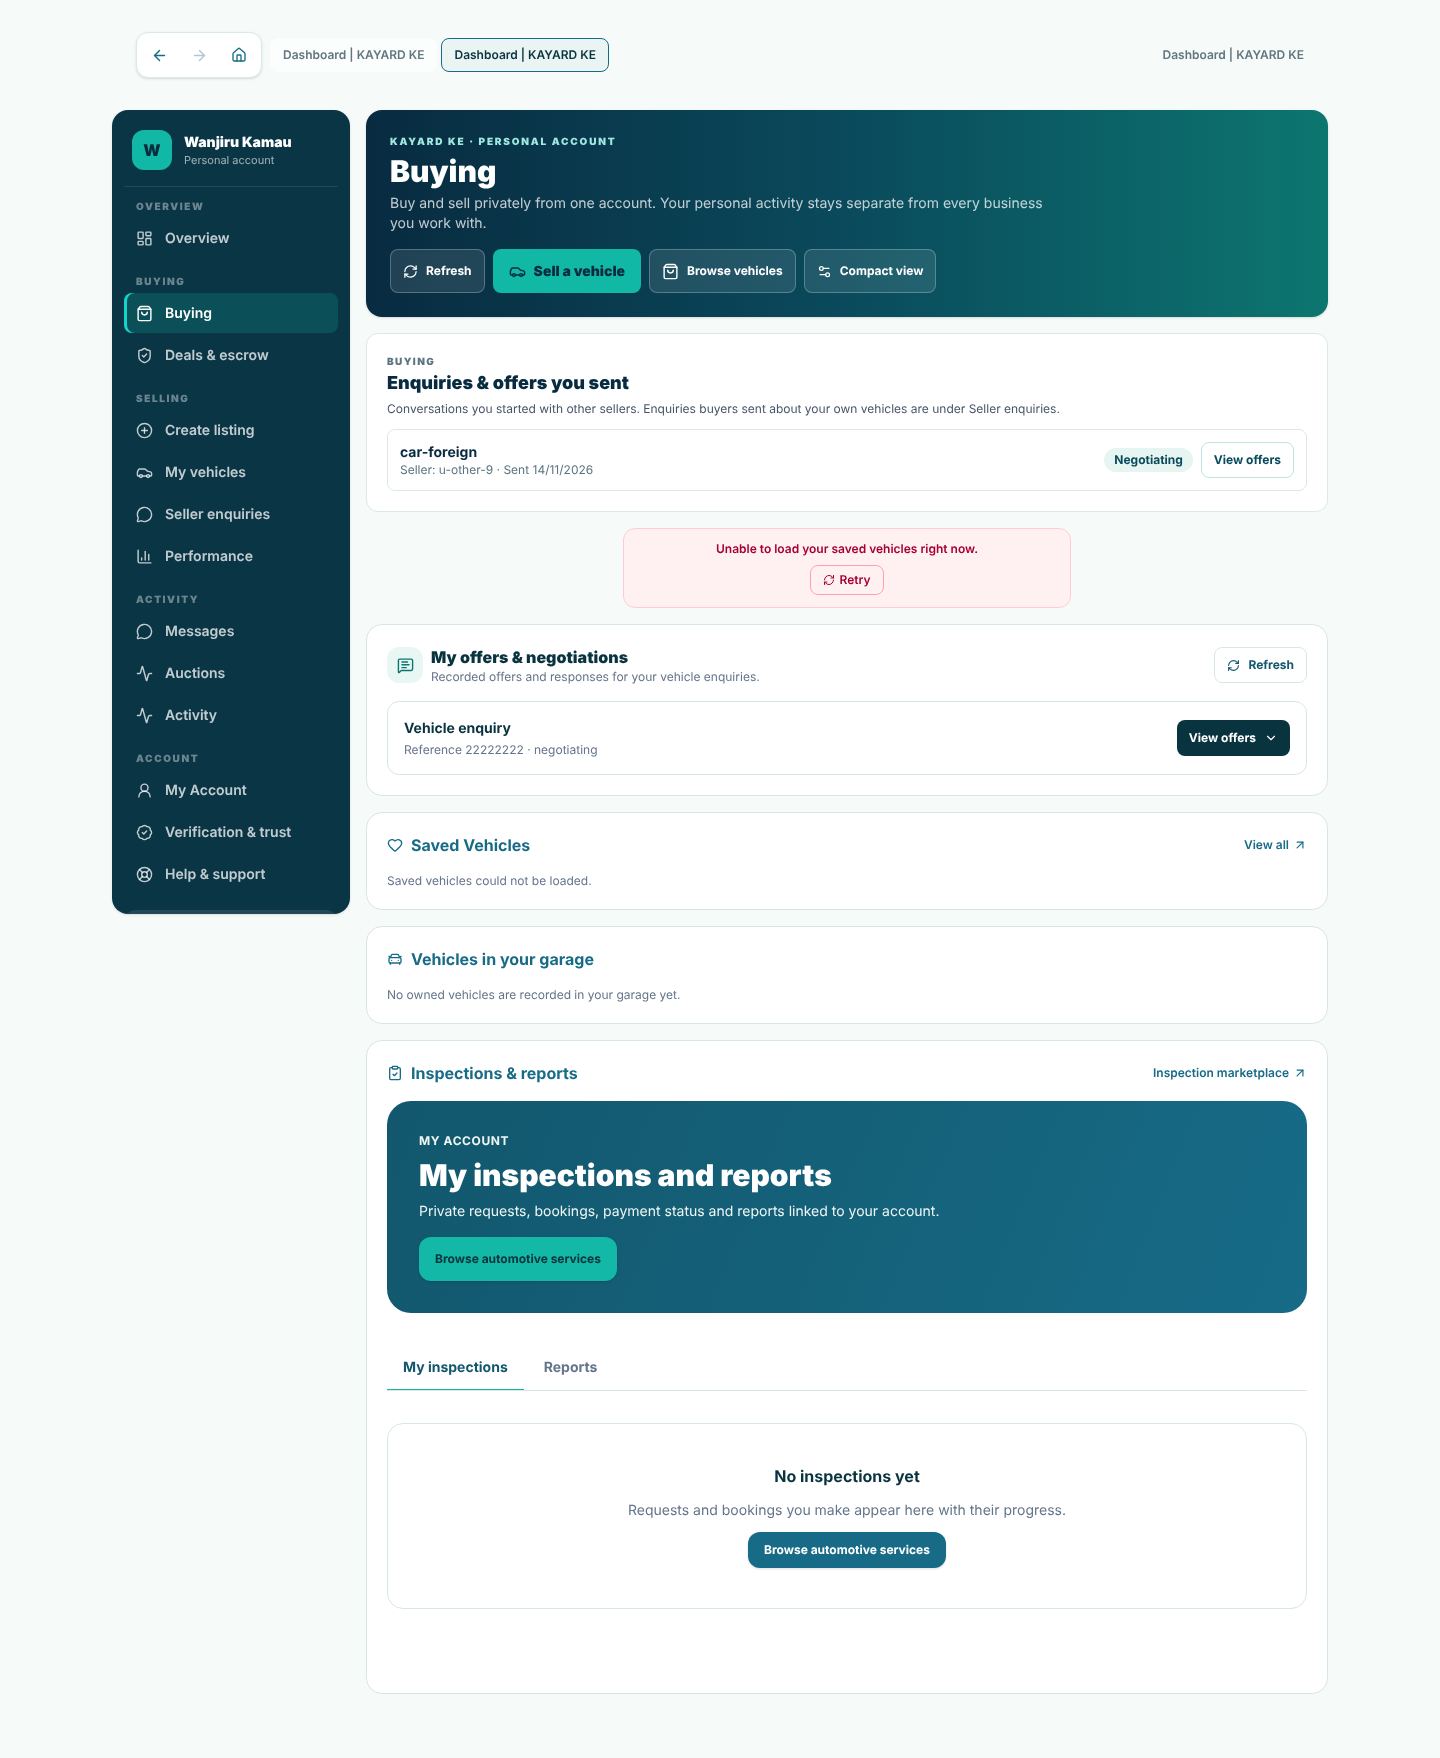 Dashboard | KAYARD KE
Dashboard | KAYARD KE
Dashboard | KAYARD KE
W
Wanjiru Kamau
Personal account
OVERVIEW
Overview
BUYING
Buying
Deals & escrow
SELLING
Create listing
My vehicles
Seller enquiries
Performance
ACTIVITY
Messages
Auctions
Activity
ACCOUNT
My Account
Verification & trust
Help & support
KAYARD KE · PERSONAL ACCOUNT
Buying
Buy and sell privately from one account. Your personal activity stays separate from every business
you work with.
Refresh
Sell a vehicle
Browse vehicles
Compact view
BUYING
Enquiries & offers you sent
Conversations you started with other sellers. Enquiries buyers sent about your own vehicles are under Seller enquiries.
car-foreign
Seller: u-other-9 · Sent 14/11/2026
Negotiating
View offers
Unable to load your saved vehicles right now.
Retry
My offers & negotiations
Recorded offers and responses for your vehicle enquiries.
Refresh
Vehicle enquiry
Reference 22222222 · negotiating
View offers
Saved Vehicles
View all
Saved vehicles could not be loaded.
Vehicles in your garage
No owned vehicles are recorded in your garage yet.
Inspections & reports
Inspection marketplace
MY ACCOUNT
My inspections and reports
Private requests, bookings, payment status and reports linked to your account.
Browse automotive services
My inspections
Reports
No inspections yet
Requests and bookings you make appear here with their progress.
Browse automotive services